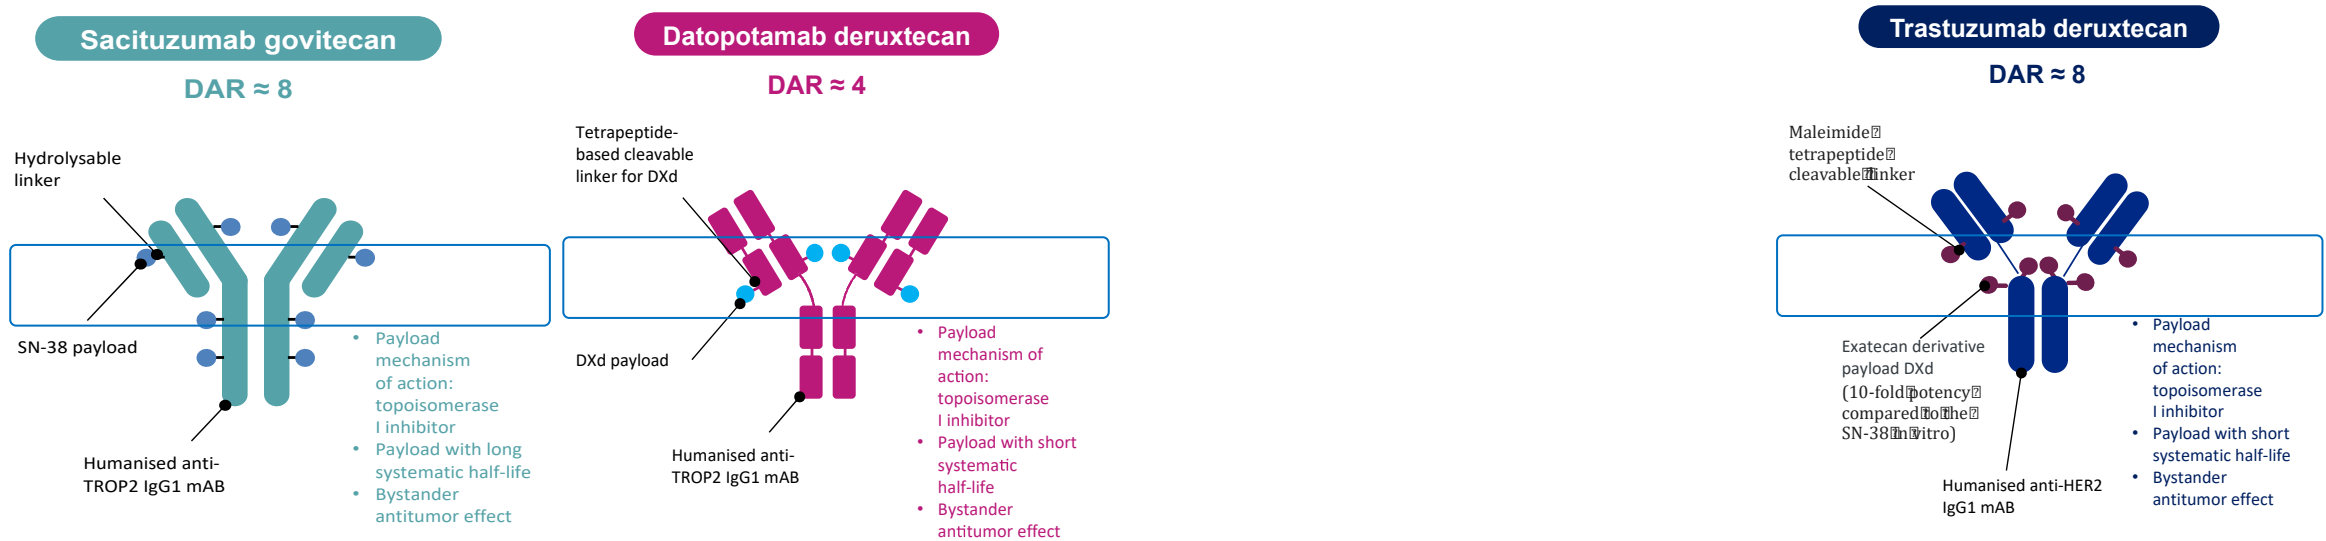 Sacituzumab govitecan
DAR ≈ 8
Hydrolysable
linker
SN-38 payload
Humanised anti-
TROP2 IgG1 mAB
• Payload
mechanism
of action:
topoisomerase
I inhibitor
• Payload with long
systematic half-life
• Bystander
antitumor effect
Datopotamab deruxtecan
DAR ≈ 4
Tetrapeptide-
based cleavable
linker for DXd
DXd payload
Humanised anti-
TROP2 IgG1 mAB
• Payload
mechanism of
action:
topoisomerase
I inhibitor
• Payload with short
systematic
half-life
• Bystander
antitumor effect
Trastuzumab deruxtecan
DAR ≈ 8
Maleimide
tetrapeptide
cleavable linker
Exatecan derivative
payload DXd
(10-fold potency
compared to the
SN-38 in vitro)
Humanised anti-HER2
IgG1 mAB
• Payload
mechanism
of action:
topoisomerase
I inhibitor
• Payload with short
systematic half-life
• Bystander
antitumor effect